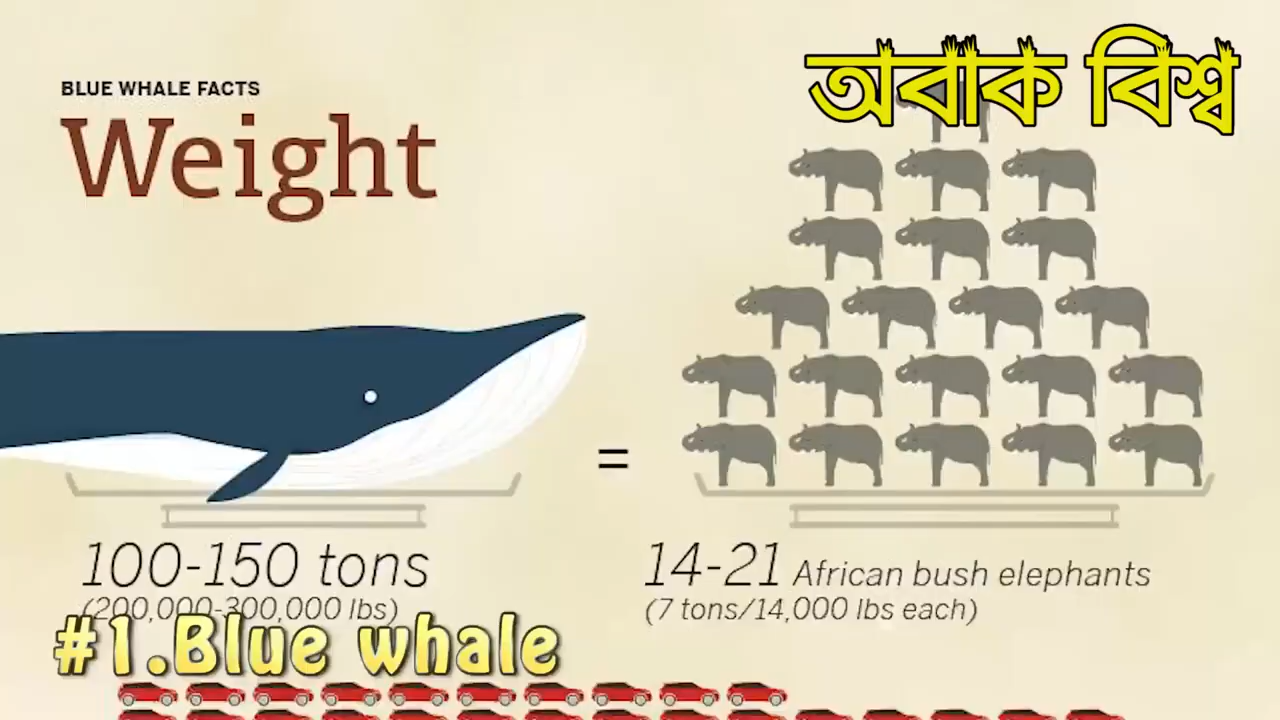 BLUE WHALE FACTS
অবাক বিশ্ব
Weight
=
100-150 tons
(200,000-300,000 lbs)
14-21 African bush elephants
(7 tons/14,000 lbs each)
#1.Blue whale